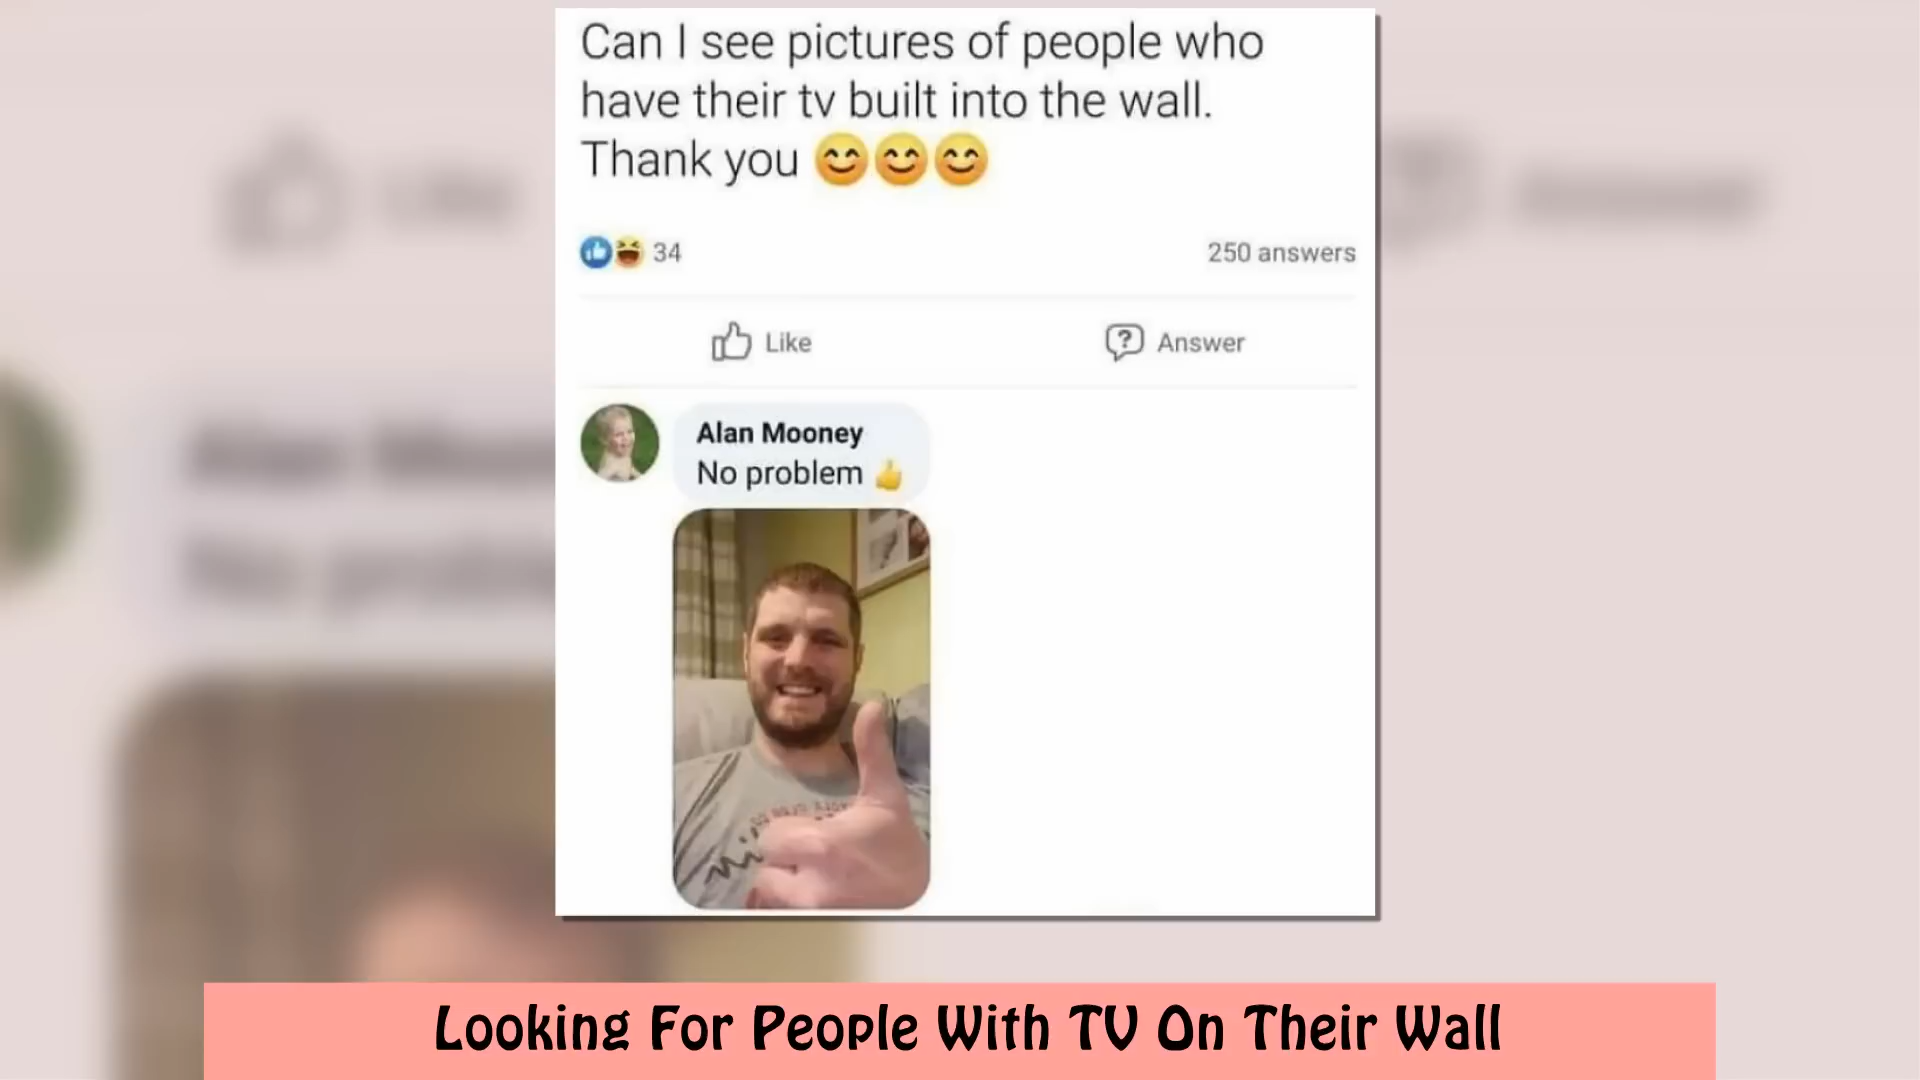 Can I see pictures of people who
have their tv built into the wall.
Thank you 😊😊😊
34
250 answers
Like
Answer
Alan Mooney
No problem 👍
Looking For People With TV On Their Wall